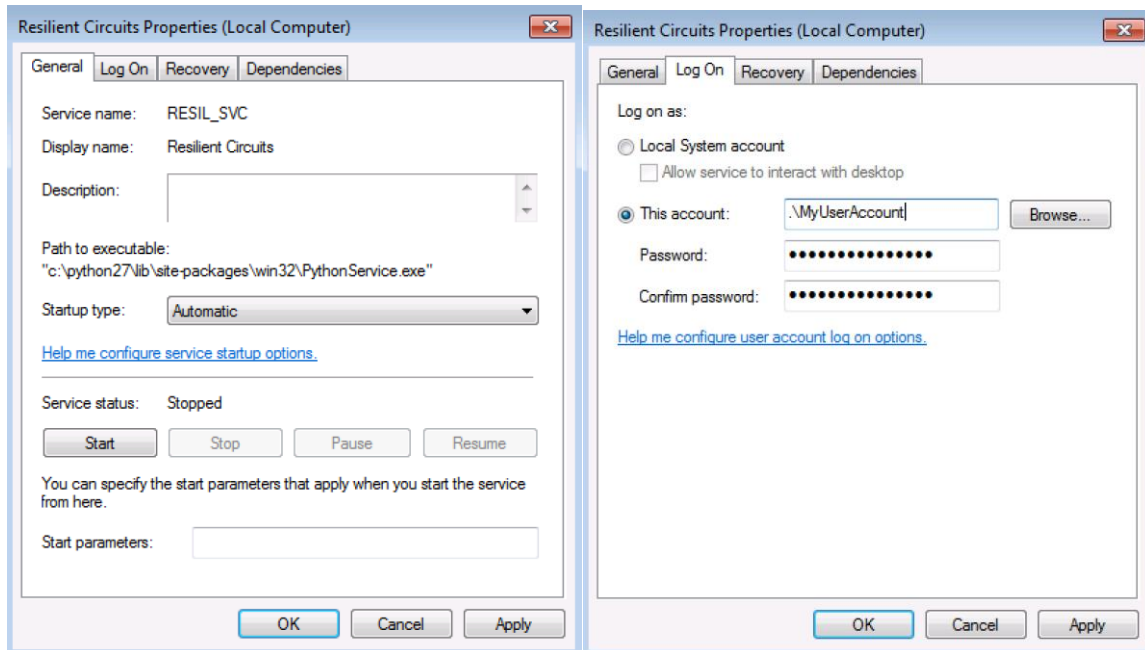 Resilient Circuits Properties (Local Computer)
General Log On Recovery Dependencies
Service name: RESIL_SVC
Display name: Resilient Circuits
Description:
Path to executable:
"c:\python27\lib\site-packages\win32\PythonService.exe"
Startup type: Automatic
Help me configure service startup options.
Service status: Stopped
Start Stop Pause Resume
You can specify the start parameters that apply when you start the service
from here.
Start parameters:
OK Cancel Apply
Resilient Circuits Properties (Local Computer)
General Log On Recovery Dependencies
Log on as:
Local System account
Allow service to interact with desktop
This account: .\MyUserAccount Browse...
Password: ●●●●●●●●●●●●●●●
Confirm password: ●●●●●●●●●●●●●●●
Help me configure user account log on options.
OK Cancel Apply